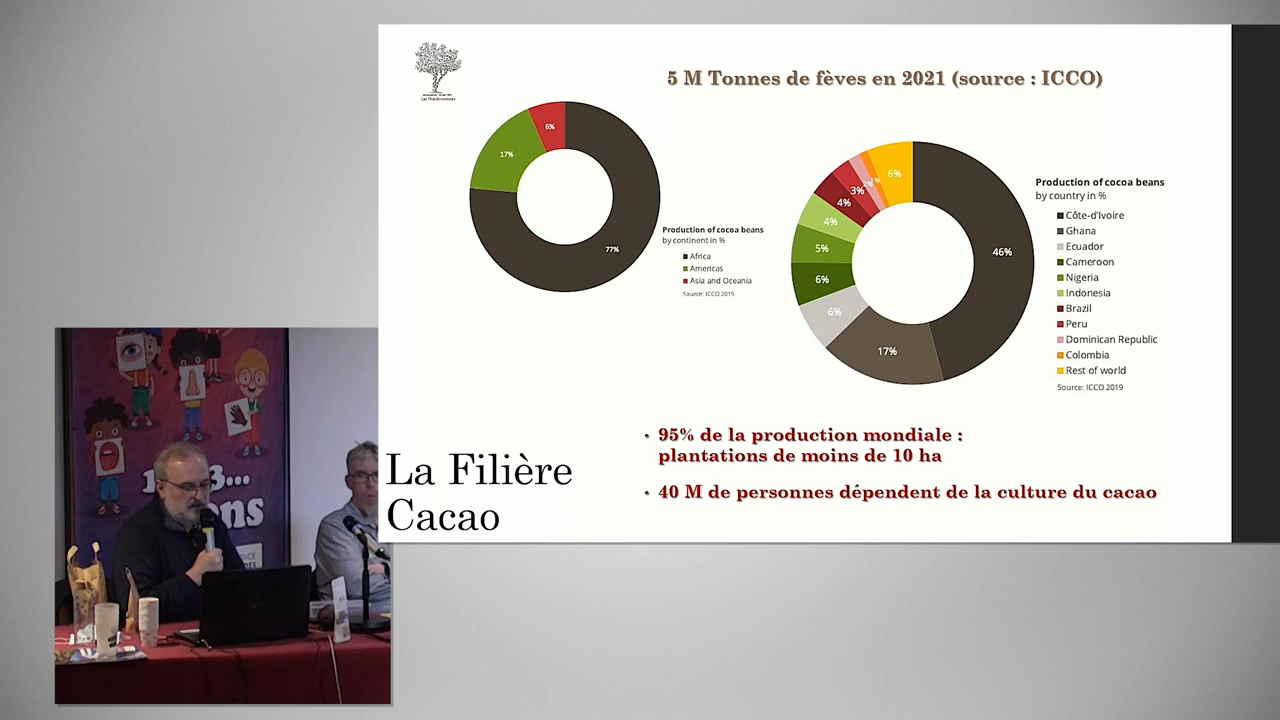 5 M Tonnes de fèves en 2021 (source : ICCO)
Les Théobromistes
6%
17%
77%
Production of cocoa beans
by continent in %
Africa
Americas
Asia and Oceania
Source: ICCO 2019
46%
17%
6%
6%
5%
4%
4%
3%
1%
6%
Production of cocoa beans
by country in %
Côte-d'Ivoire
Ghana
Ecuador
Cameroon
Nigeria
Indonesia
Brazil
Peru
Dominican Republic
Colombia
Rest of world
Source: ICCO 2019
• 95% de la production mondiale :
plantations de moins de 10 ha
• 40 M de personnes dépendent de la culture du cacao
La Filière
Cacao